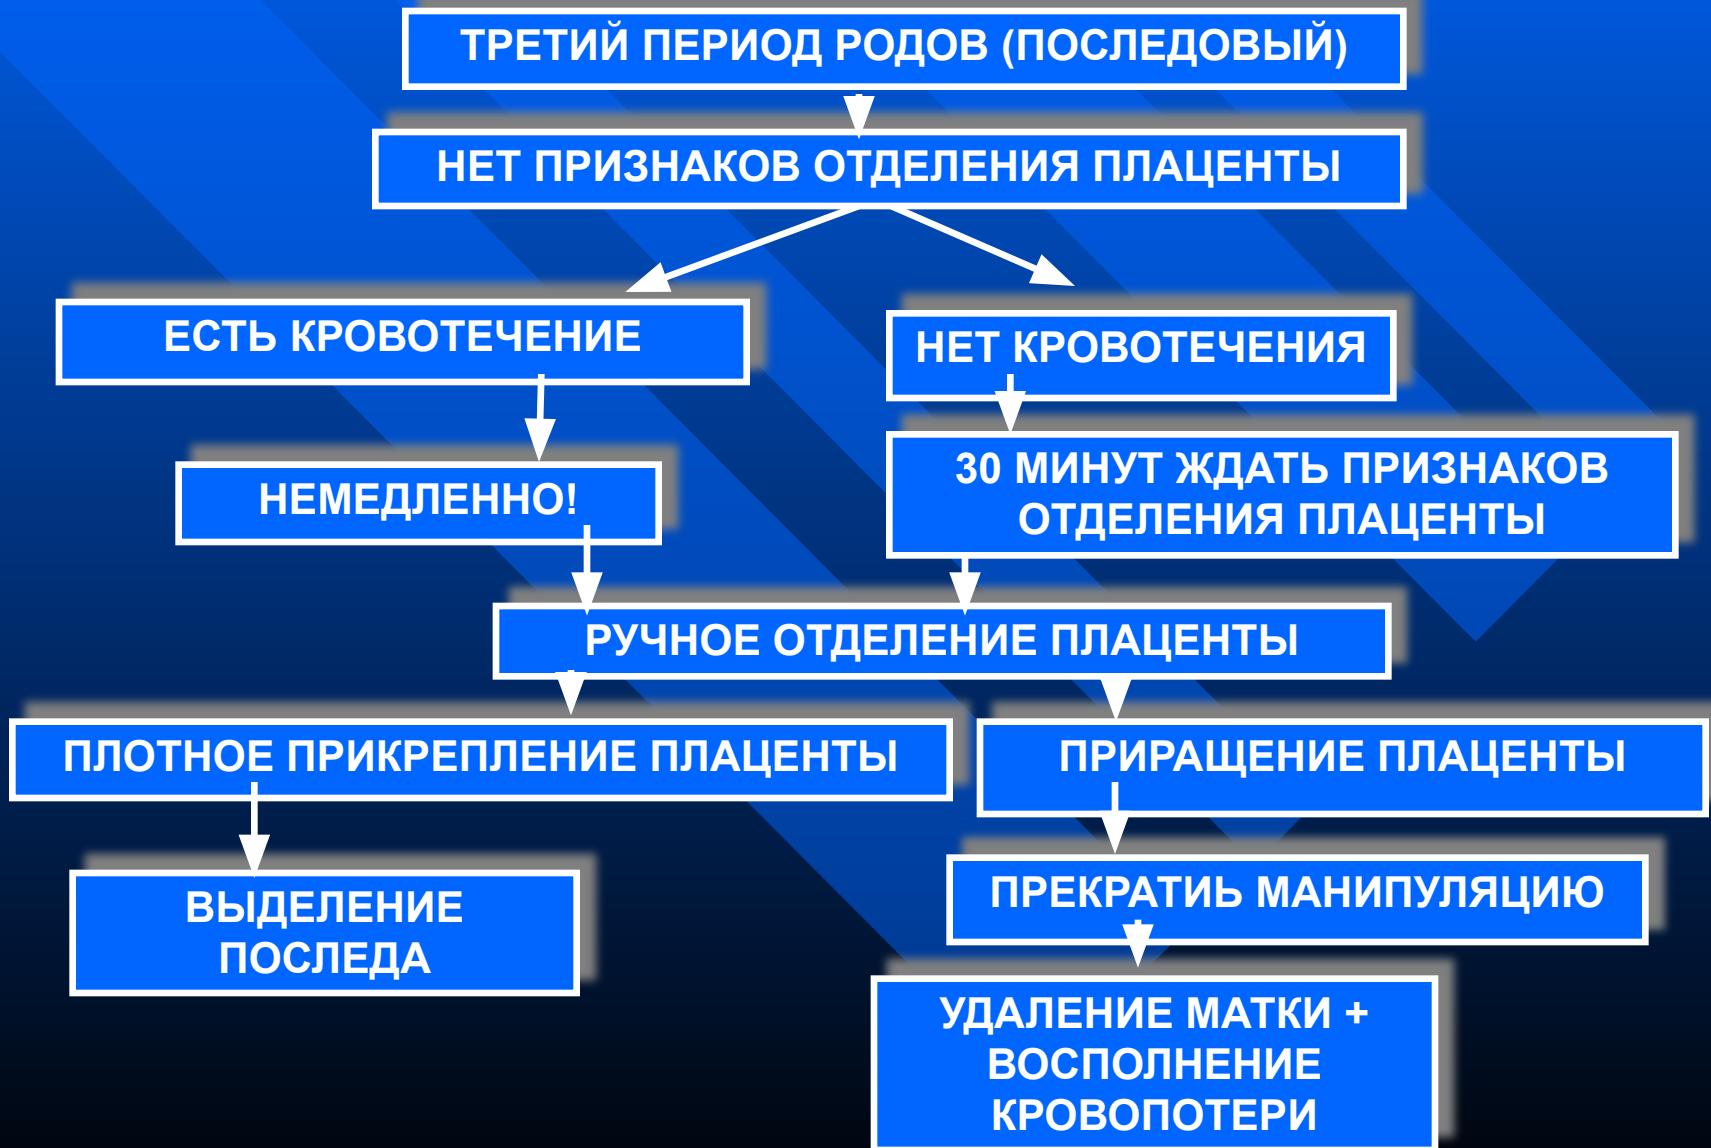 ТРЕТИЙ ПЕРИОД РОДОВ (ПОСЛЕДОВЫЙ)
НЕТ ПРИЗНАКОВ ОТДЕЛЕНИЯ ПЛАЦЕНТЫ
ЕСТЬ КРОВОТЕЧЕНИЕ
НЕТ КРОВОТЕЧЕНИЯ
НЕМЕДЛЕННО!
30 МИНУТ ЖДАТЬ ПРИЗНАКОВ
ОТДЕЛЕНИЯ ПЛАЦЕНТЫ
РУЧНОЕ ОТДЕЛЕНИЕ ПЛАЦЕНТЫ
ПЛОТНОЕ ПРИКРЕПЛЕНИЕ ПЛАЦЕНТЫ
ПРИРАЩЕНИЕ ПЛАЦЕНТЫ
ВЫДЕЛЕНИЕ
ПОСЛЕДА
ПРЕКРАТИЬ МАНИПУЛЯЦИЮ
УДАЛЕНИЕ МАТКИ +
ВОСПОЛНЕНИЕ
КРОВОПОТЕРИ